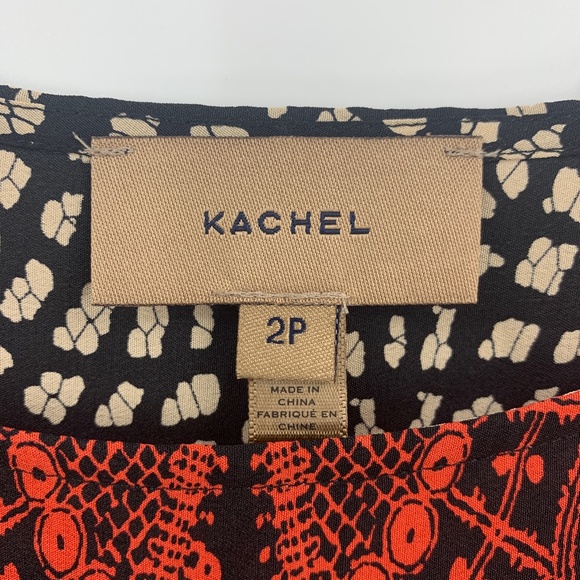 KACHEL
2P
MADE IN
CHINA
FABRIQUÉ EN
CHINE